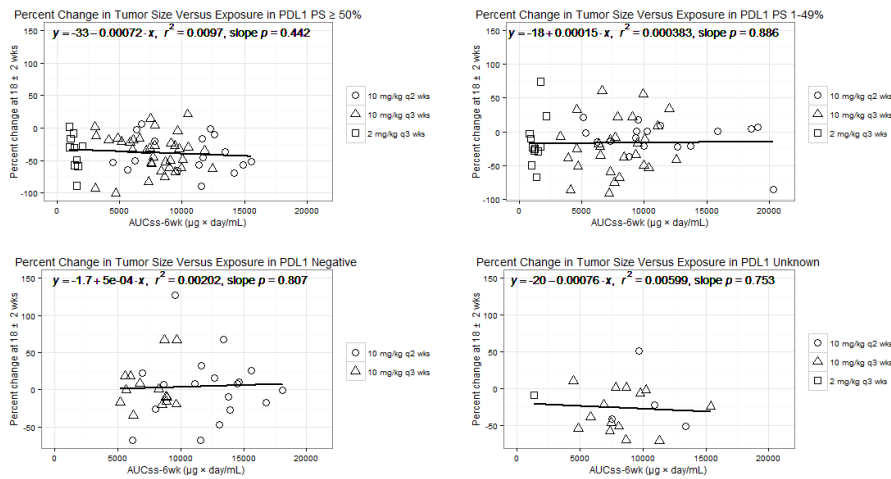 Percent Change in Tumor Size Versus Exposure in PDL1 PS ≥ 50%
y = -33 - 0.00072 · x, r² = 0.0097, slope p = 0.442
Percent change at 18 ± 2 wks
150
100
50
0
-50
-100
0
5000
10000
15000
20000
AUCss-6wk (µg × day/mL)
10 mg/kg q2 wks
10 mg/kg q3 wks
2 mg/kg q3 wks
Percent Change in Tumor Size Versus Exposure in PDL1 PS 1-49%
y = -18 + 0.00015 · x, r² = 0.000383, slope p = 0.886
Percent change at 18 ± 2 wks
150
100
50
0
-50
-100
0
5000
10000
15000
20000
AUCss-6wk (µg × day/mL)
10 mg/kg q2 wks
10 mg/kg q3 wks
2 mg/kg q3 wks
Percent Change in Tumor Size Versus Exposure in PDL1 Negative
y = -1.7 + 5e-04 · x, r² = 0.00202, slope p = 0.807
Percent change at 18 ± 2 wks
150
100
50
0
-50
0
5000
10000
15000
20000
AUCss-6wk (µg × day/mL)
10 mg/kg q2 wks
10 mg/kg q3 wks
Percent Change in Tumor Size Versus Exposure in PDL1 Unknown
y = -20 - 0.00076 · x, r² = 0.00599, slope p = 0.753
Percent change at 18 ± 2 wks
150
100
50
0
-50
0
5000
10000
15000
20000
AUCss-6wk (µg × day/mL)
10 mg/kg q2 wks
10 mg/kg q3 wks
2 mg/kg q3 wks